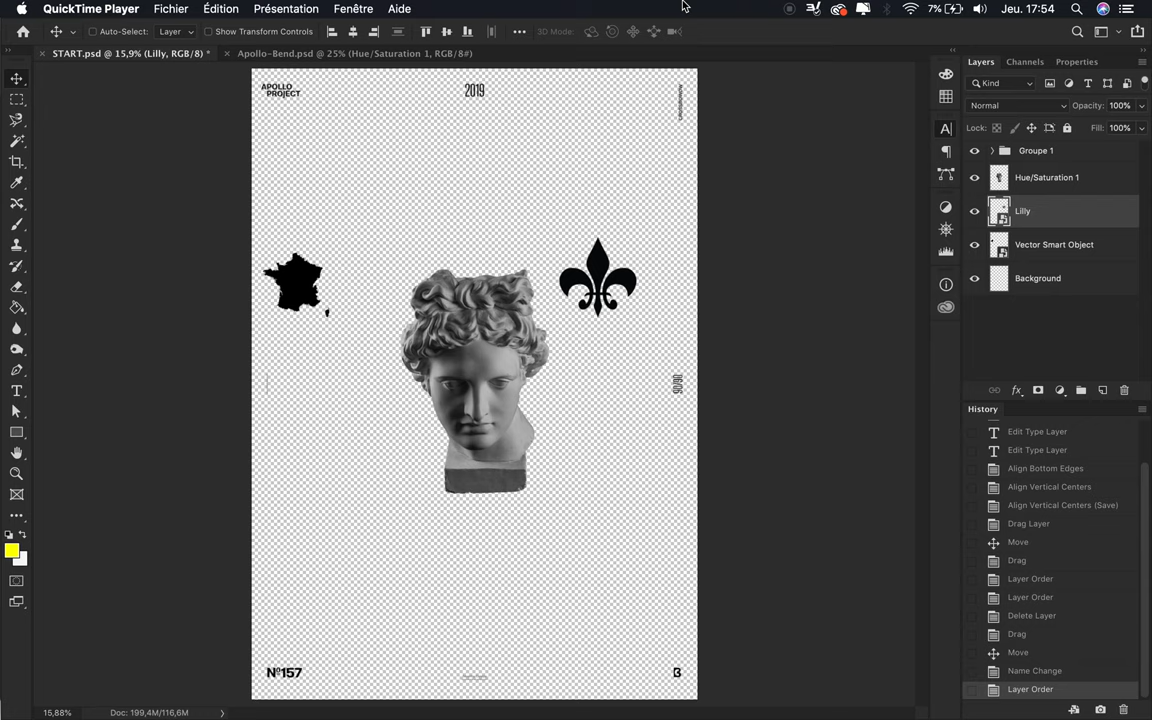 QuickTime Player Fichier Édition Présentation Fenêtre Aide 7% Jeu. 17:54
Auto-Select: Layer Show Transform Controls 3D Mode:
START.psd @ 15,9% (Lilly, RGB/8) * Apollo-Bend.psd @ 25% (Hue/Saturation 1, RGB/8#)
Layers Channels Properties
Kind
Normal Opacity: 100%
Lock: Fill: 100%
Groupe 1
Hue/Saturation 1
Lilly
Vector Smart Object
Background
History
Edit Type Layer
Edit Type Layer
Align Bottom Edges
Align Vertical Centers
Align Vertical Centers (Save)
Drag Layer
Move
Drag
Layer Order
Layer Order
Delete Layer
Drag
Move
Name Change
Layer Order
APOLLO
PROJECT
2019
90/90
Nº157
15,88% Doc: 199,4M/116,6M